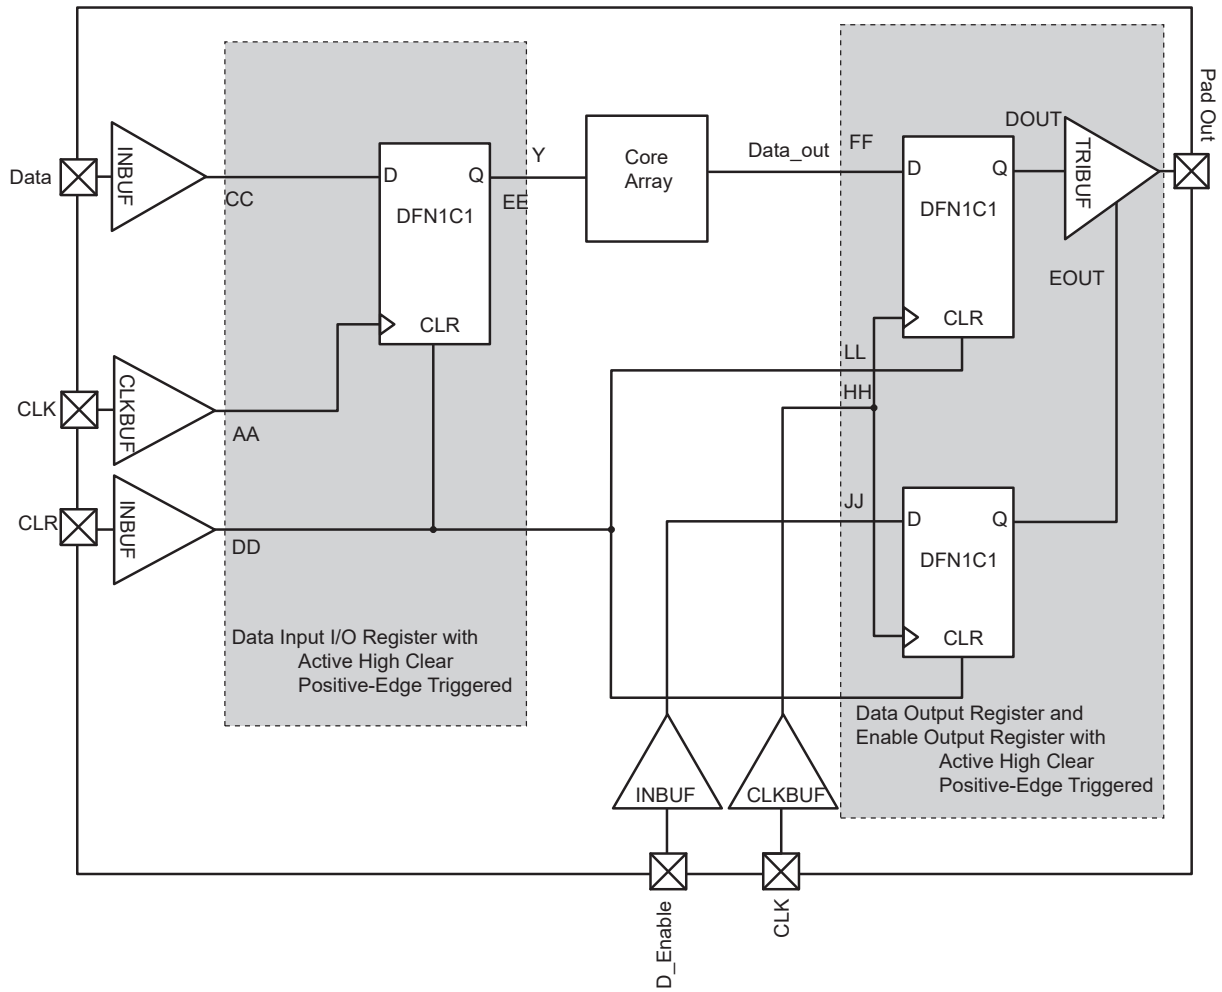 Pad Out
DOUT
Data
INBUF
CC
D
Q
DFN1C1
CLR
Y
EE
Core
Array
Data_out
FF
D
Q
DFN1C1
CLR
TRIBUF
EOUT
CLK
CLKBUF
AA
LL
HH
CLR
INBUF
DD
JJ
D
Q
DFN1C1
CLR
Data Input I/O Register with
Active High Clear
Positive-Edge Triggered
Data Output Register and
Enable Output Register with
Active High Clear
Positive-Edge Triggered
INBUF
CLKBUF
D_Enable
CLK